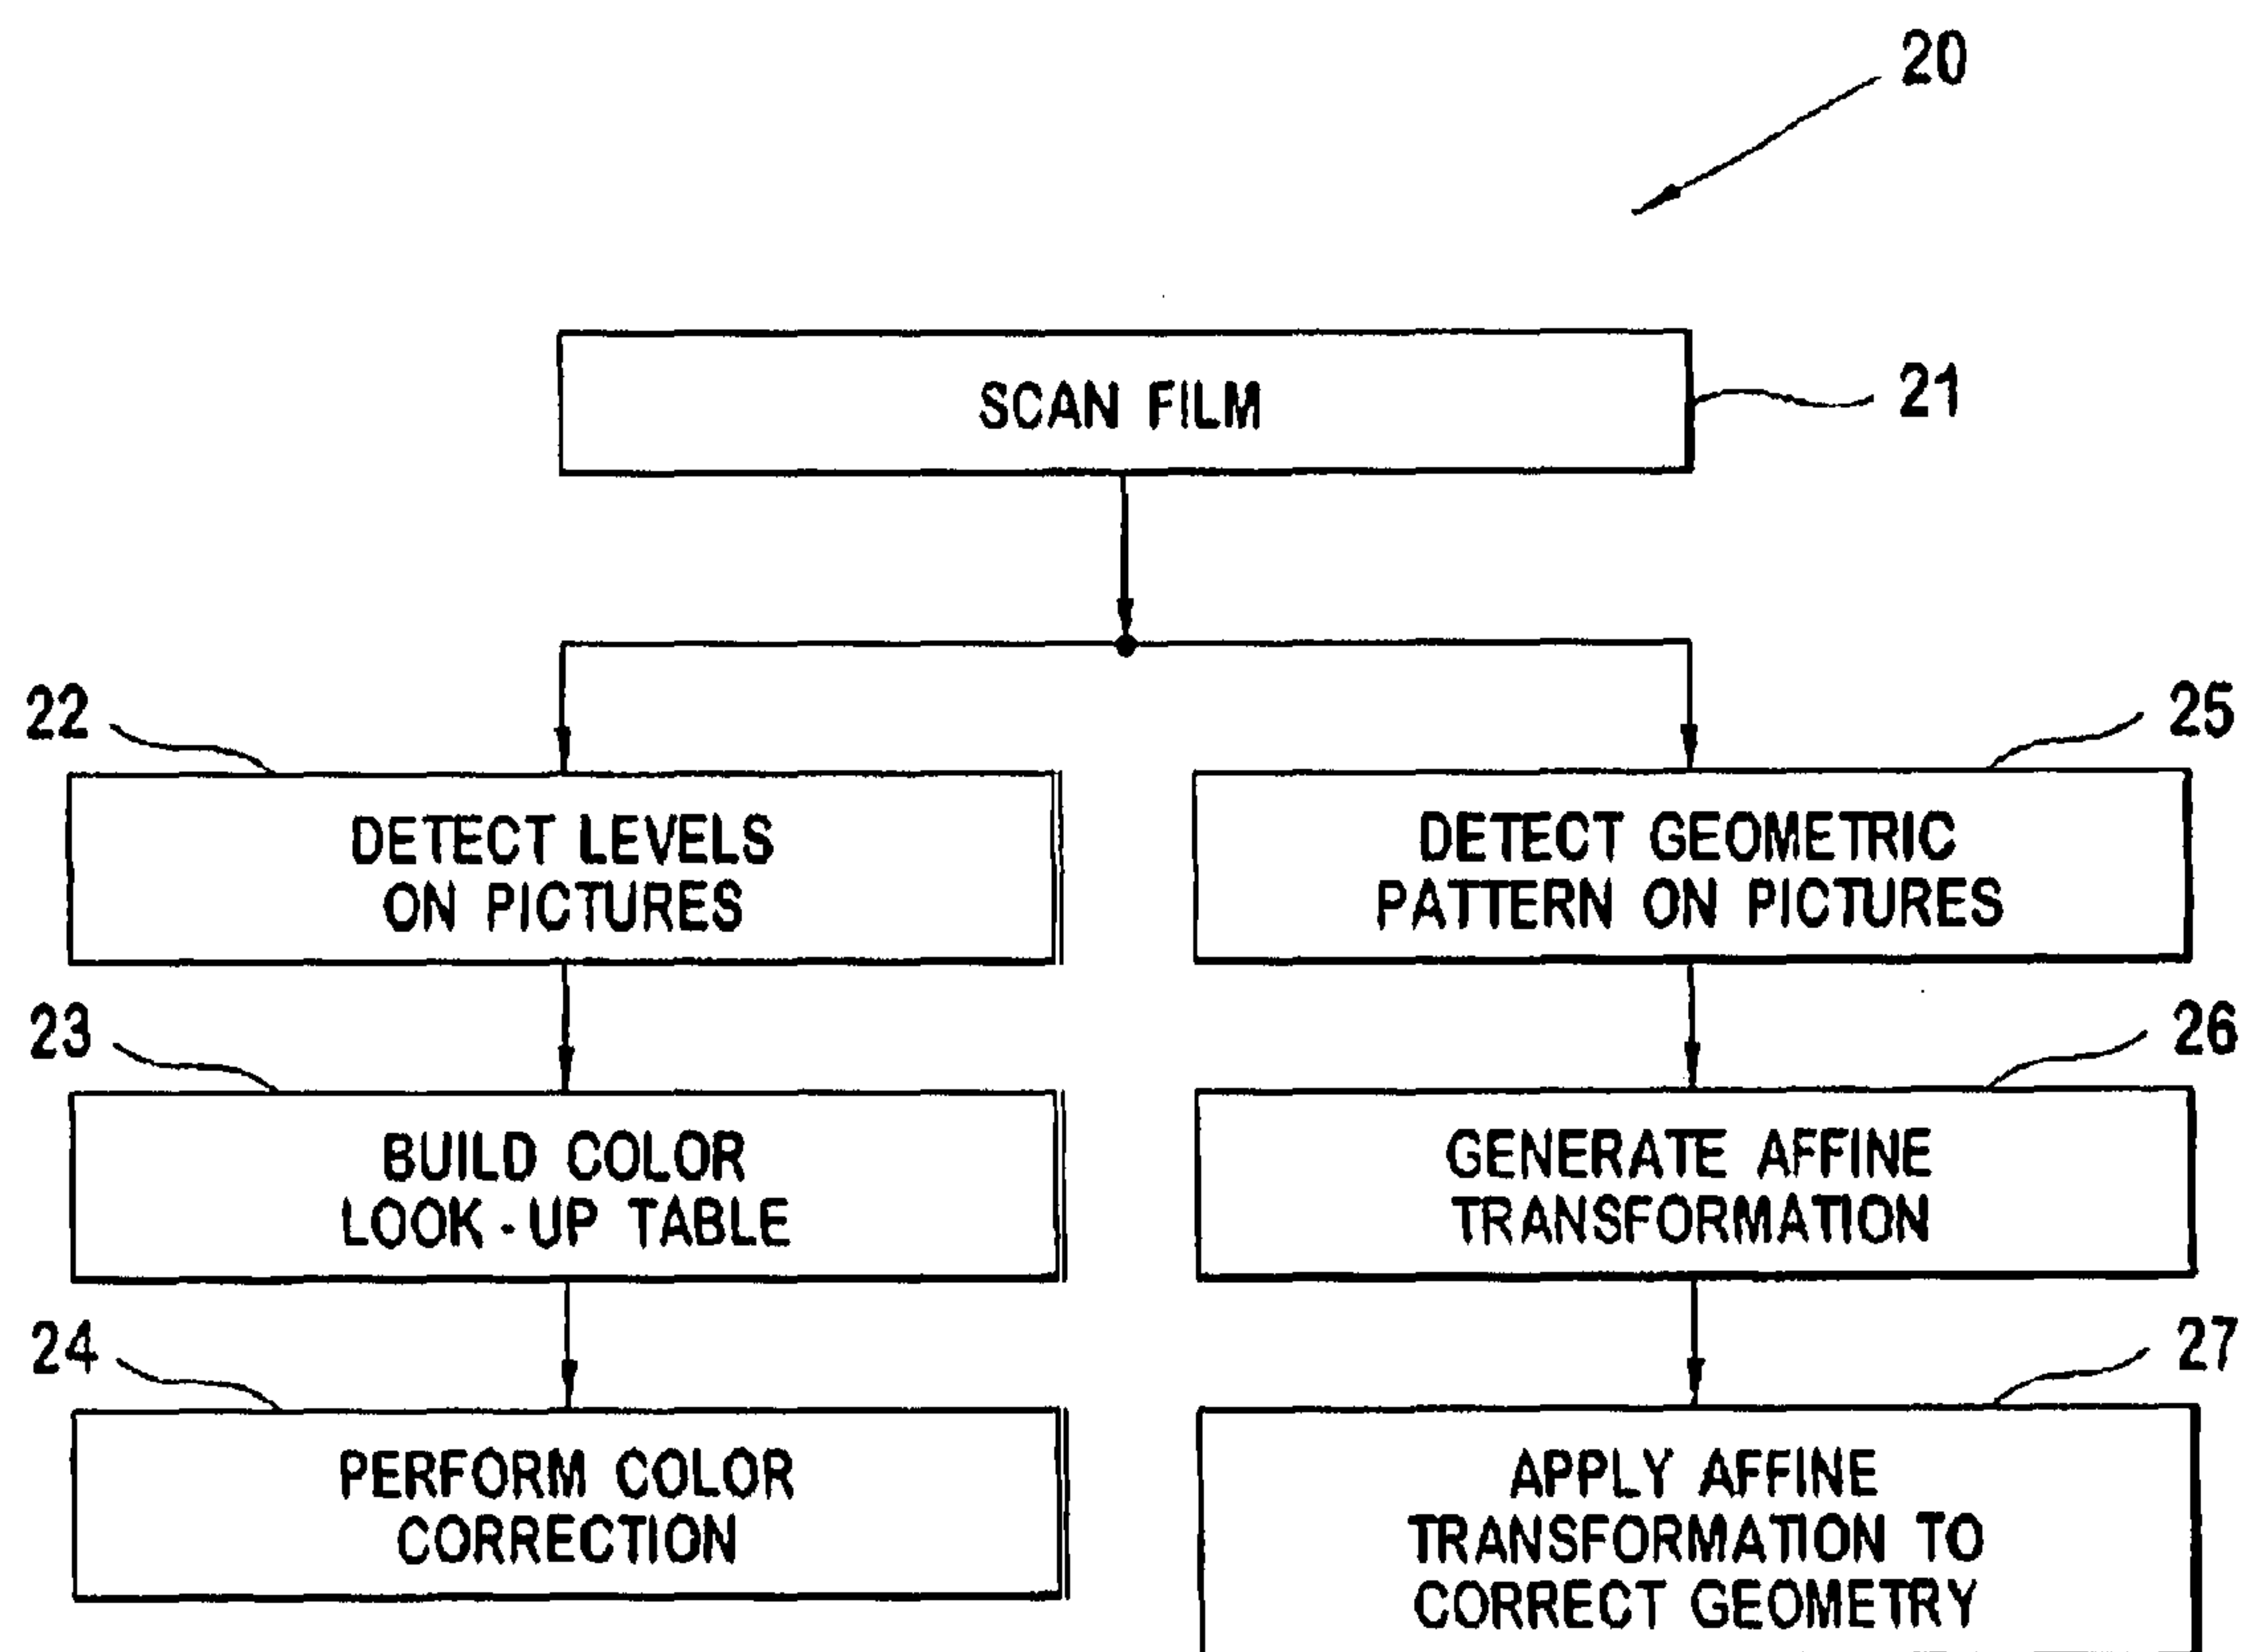 20
SCAN FILM
21
22
DETECT LEVELS
ON PICTURES
25
DETECT GEOMETRIC
PATTERN ON PICTURES
23
BUILD COLOR
LOOK-UP TABLE
26
GENERATE AFFINE
TRANSFORMATION
24
PERFORM COLOR
CORRECTION
27
APPLY AFFINE
TRANSFORMATION TO
CORRECT GEOMETRY